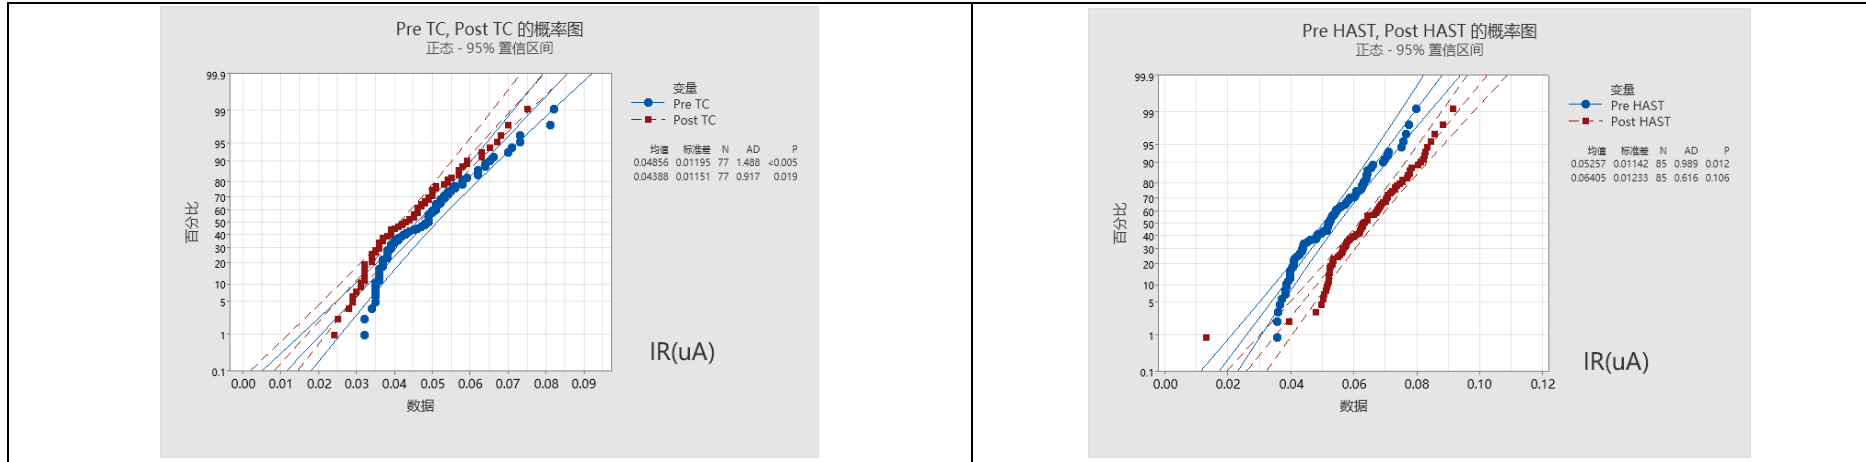 Pre TC, Post TC 的概率图
正态 - 95% 置信区间
99.9
99
95
90
80
70
60
50
40
30
20
10
5
1
0.1
百分比
0.00 0.01 0.02 0.03 0.04 0.05 0.06 0.07 0.08 0.09
数据
变量
Pre TC
Post TC
均值 标准差 N AD P
0.04856 0.01195 77 1.488 <0.005
0.04388 0.01151 77 0.917 0.019
IR(uA)
Pre HAST, Post HAST 的概率图
正态 - 95% 置信区间
99.9
99
95
90
80
70
60
50
40
30
20
10
5
1
0.1
百分比
0.00 0.02 0.04 0.06 0.08 0.10 0.12
数据
变量
Pre HAST
Post HAST
均值 标准差 N AD P
0.05257 0.01142 85 0.989 0.012
0.06405 0.01233 85 0.616 0.106
IR(uA)